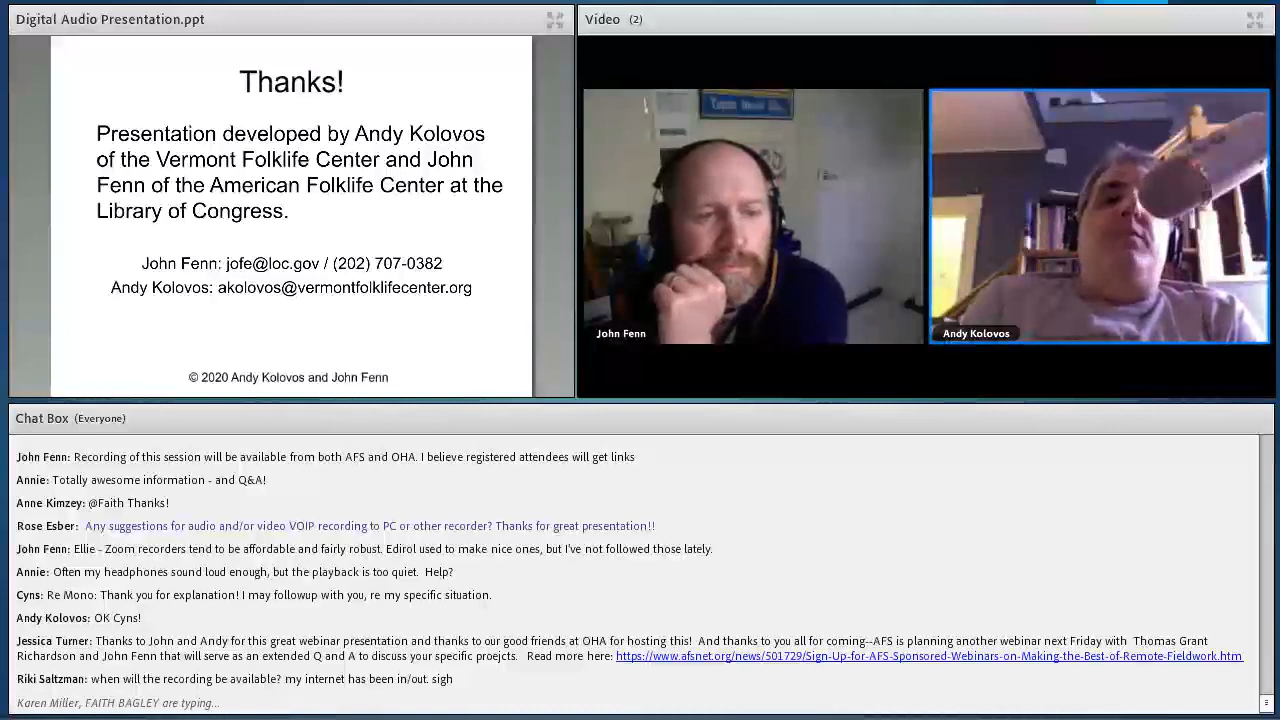 Digital Audio Presentation.ppt
Thanks!
Presentation developed by Andy Kolovos
of the Vermont Folklife Center and John
Fenn of the American Folklife Center at the
Library of Congress.
John Fenn: jofe@loc.gov / (202) 707-0382
Andy Kolovos: akolovos@vermontfolklifecenter.org
© 2020 Andy Kolovos and John Fenn
Vídeo (2)
John Fenn
Andy Kolovos
Chat Box (Everyone)
John Fenn: Recording of this session will be available from both AFS and OHA. I believe registered attendees will get links
Annie: Totally awesome information - and Q&A!
Anne Kimzey: @Faith Thanks!
Rose Esber: Any suggestions for audio and/or video VOIP recording to PC or other recorder? Thanks for great presentation!!
John Fenn: Ellie - Zoom recorders tend to be affordable and fairly robust. Edirol used to make nice ones, but I've not followed those lately.
Annie: Often my headphones sound loud enough, but the playback is too quiet. Help?
Cyns: Re Mono: Thank you for explanation! I may followup with you, re my specific situation.
Andy Kolovos: OK Cyns!
Jessica Turner: Thanks to John and Andy for this great webinar presentation and thanks to our good friends at OHA for hosting this! And thanks to you all for coming--AFS is planning another webinar next Friday with Thomas Grant
Richardson and John Fenn that will serve as an extended Q and A to discuss your specific proejcts. Read more here: https://www.afsnet.org/news/501729/Sign-Up-for-AFS-Sponsored-Webinars-on-Making-the-Best-of-Remote-Fieldwork.htm
Riki Saltzman: when will the recording be available? my internet has been in/out. sigh
Karen Miller, FAITH BAGLEY are typing...